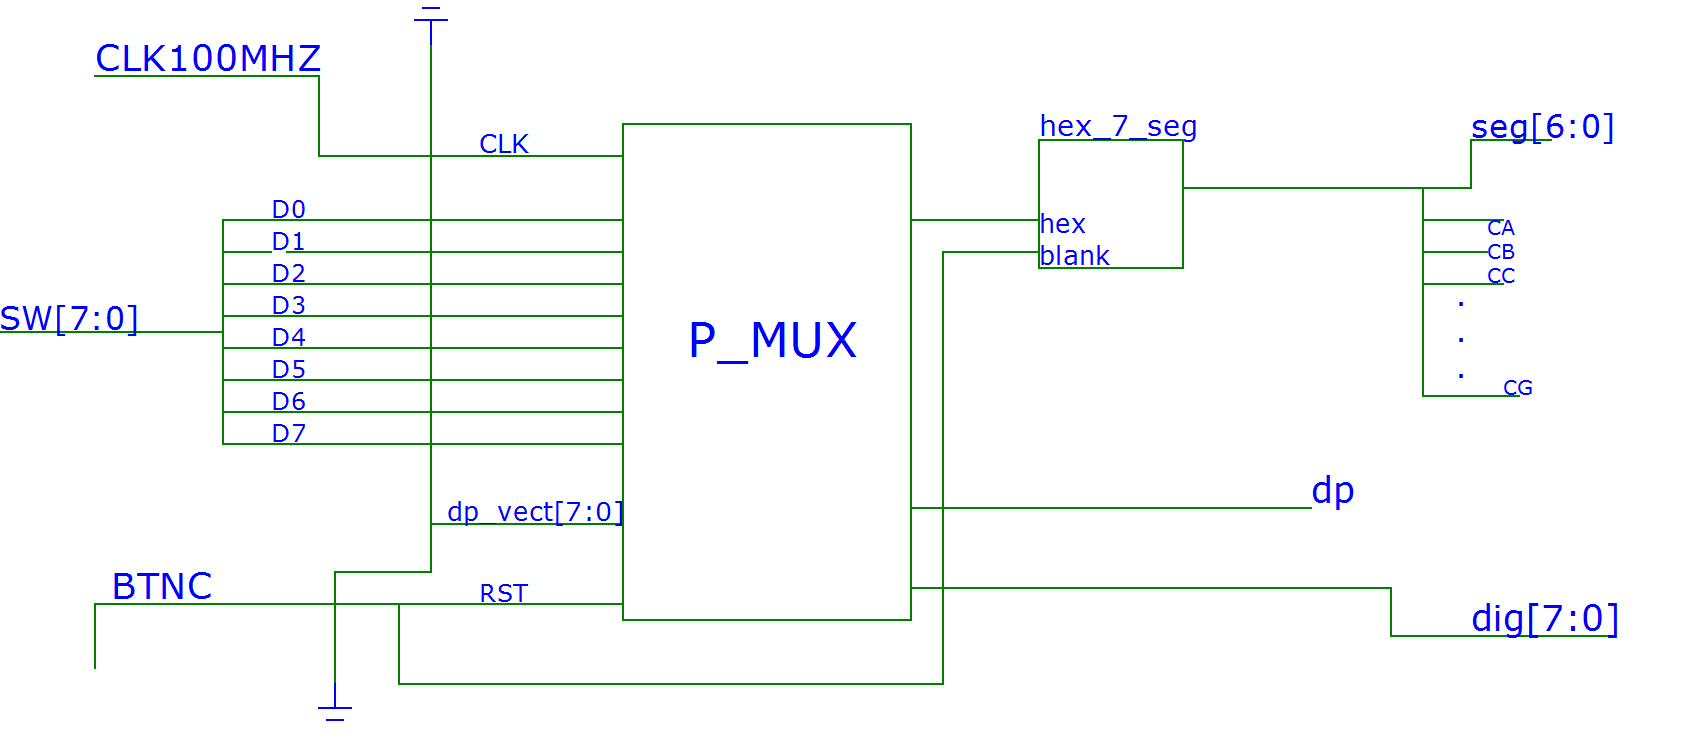 CLK100MHZ
CLK
hex_7_seg
seg[6:0]
D0
D1
D2
D3
D4
D5
D6
D7
SW[7:0]
P_MUX
hex
blank
CA
CB
CC
.
.
.
CG
dp_vect[7:0]
dp
BTNC
RST
dig[7:0]